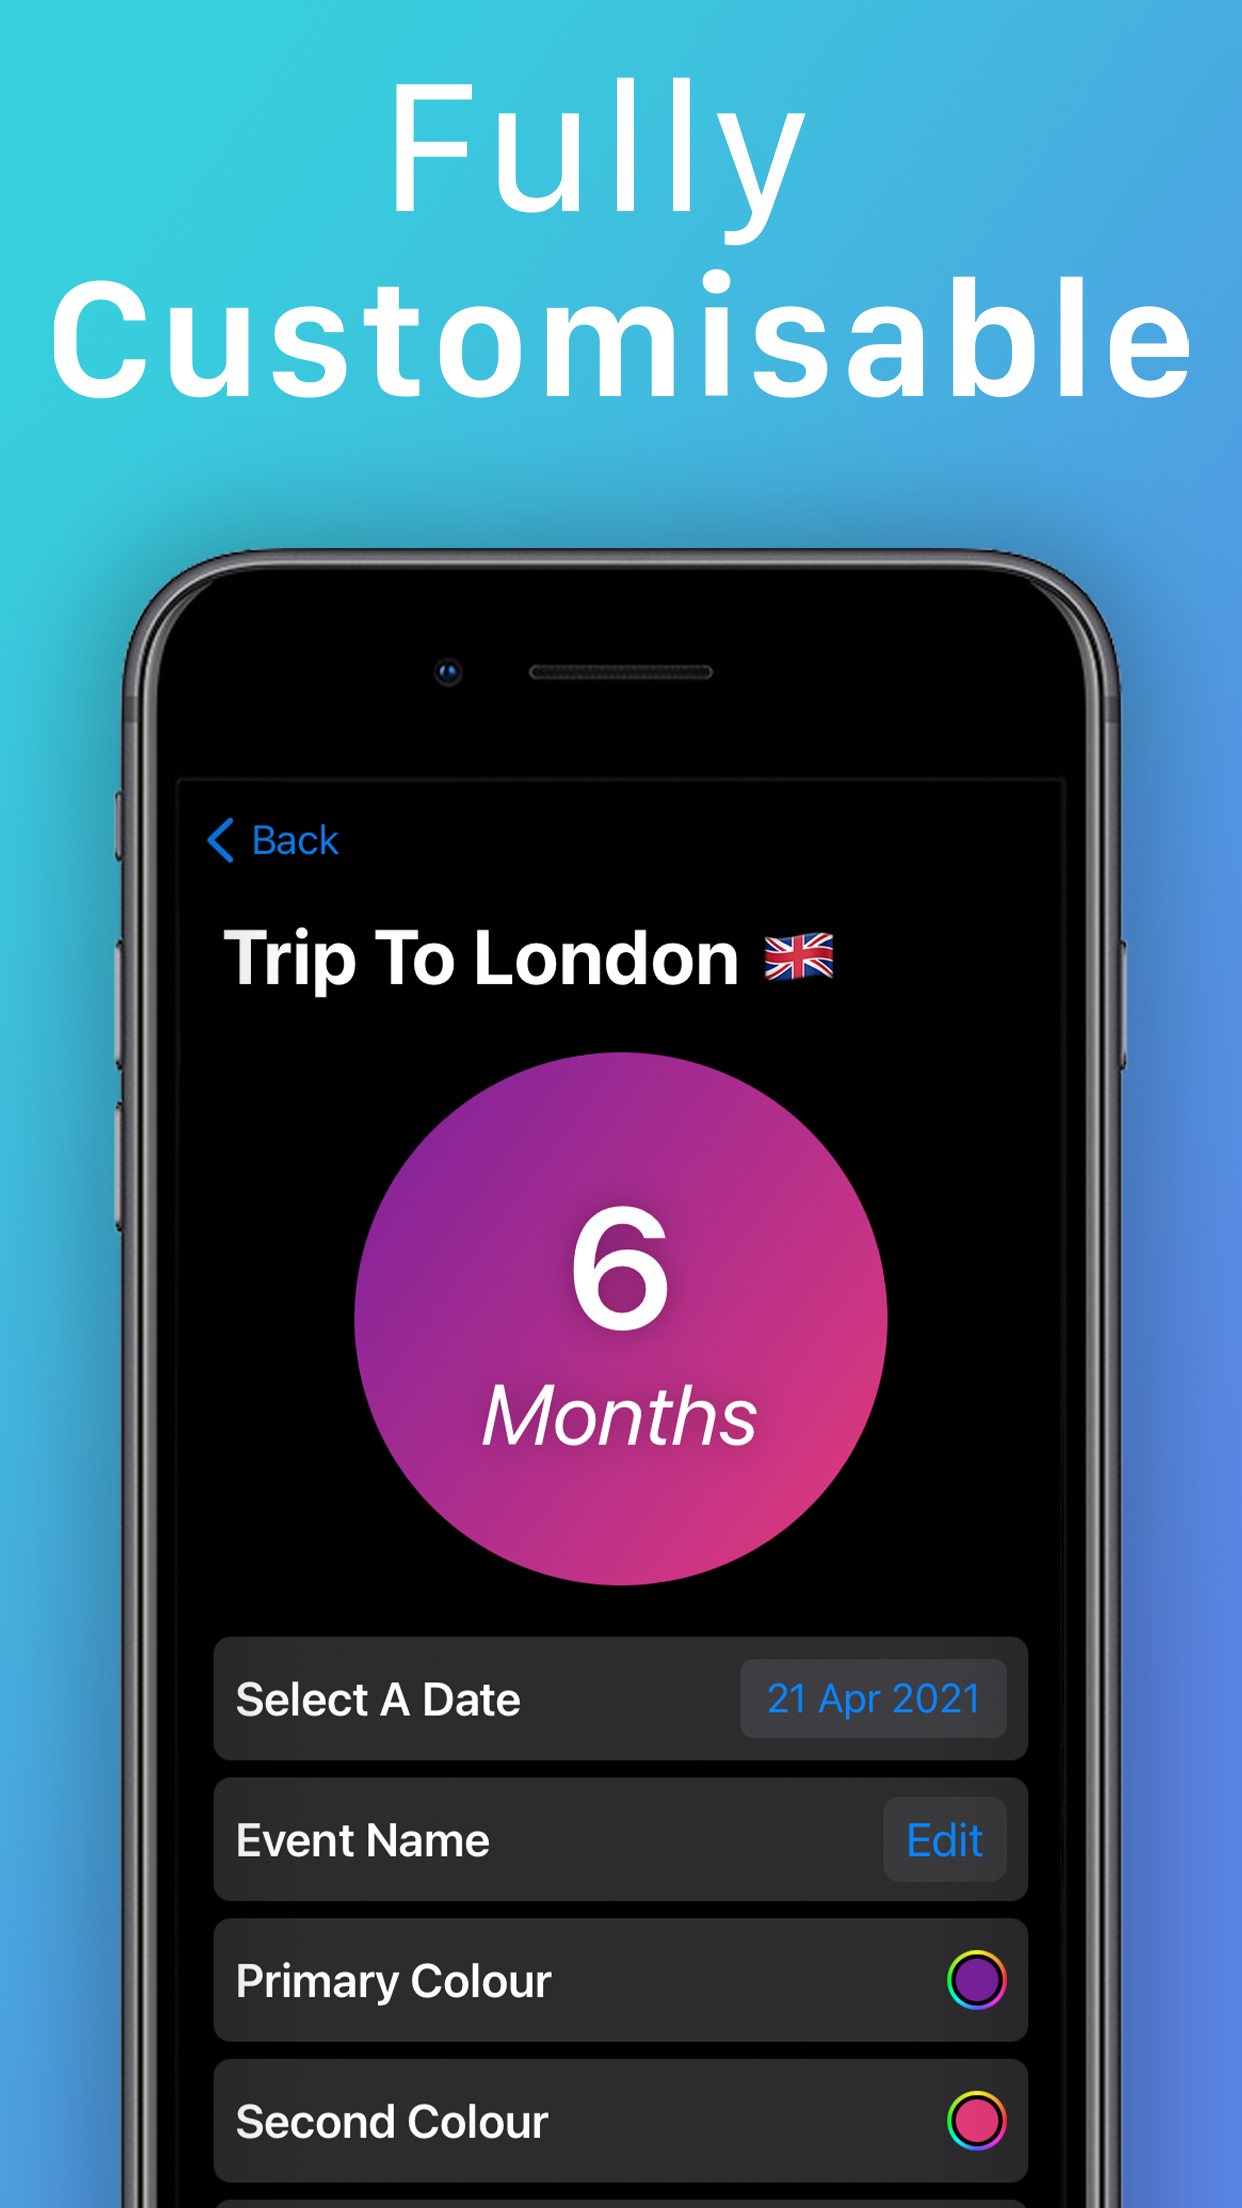 Fully
Customisable
Back
Trip To London 🇬🇧
6
Months
Select A Date
21 Apr 2021
Event Name
Edit
Primary Colour
Second Colour